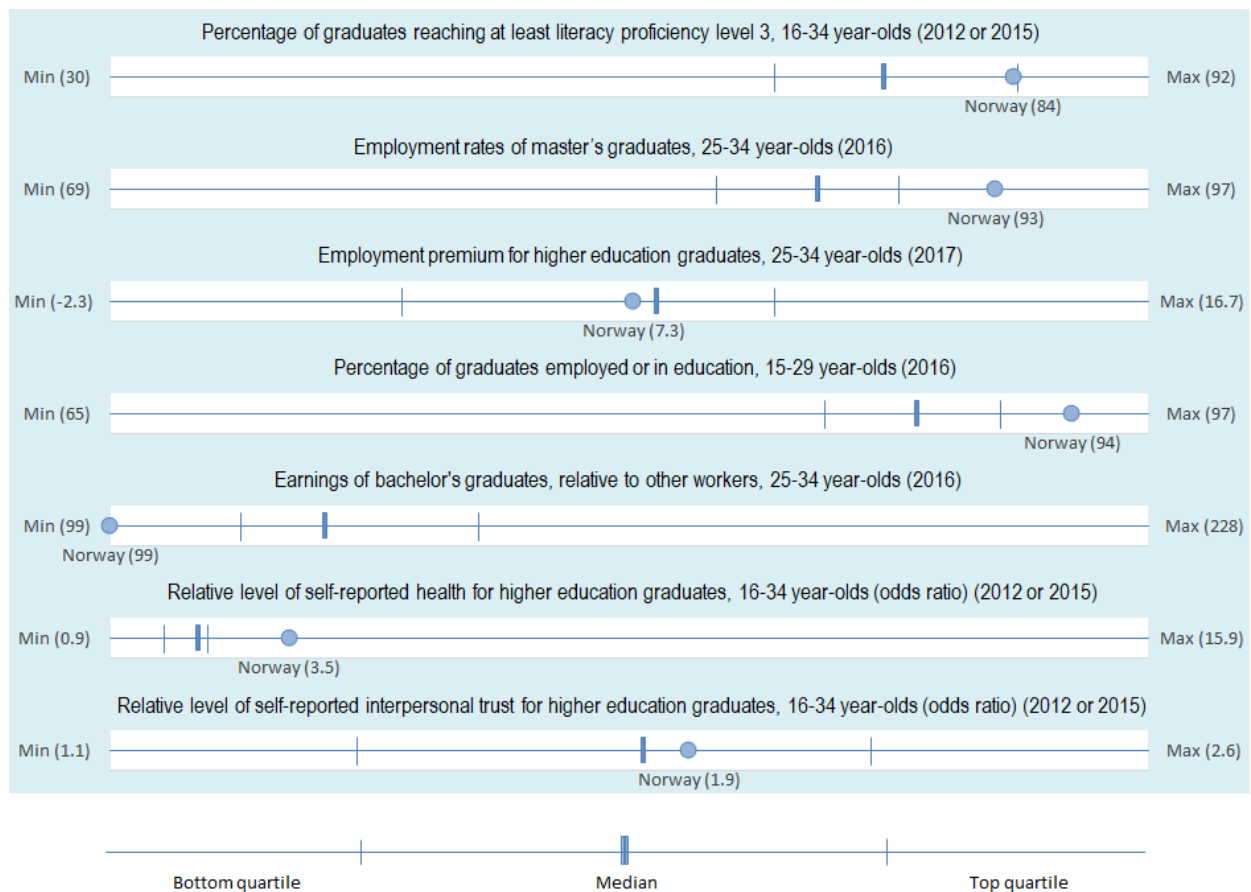 Percentage of graduates reaching at least literacy proficiency level 3, 16-34 year-olds (2012 or 2015)
Min (30)
Max (92)
Norway (84)
Employment rates of master’s graduates, 25-34 year-olds (2016)
Min (69)
Max (97)
Norway (93)
Employment premium for higher education graduates, 25-34 year-olds (2017)
Min (-2.3)
Max (16.7)
Norway (7.3)
Percentage of graduates employed or in education, 15-29 year-olds (2016)
Min (65)
Max (97)
Norway (94)
Earnings of bachelor's graduates, relative to other workers, 25-34 year-olds (2016)
Min (99)
Max (228)
Norway (99)
Relative level of self-reported health for higher education graduates, 16-34 year-olds (odds ratio) (2012 or 2015)
Min (0.9)
Max (15.9)
Norway (3.5)
Relative level of self-reported interpersonal trust for higher education graduates, 16-34 year-olds (odds ratio) (2012 or 2015)
Min (1.1)
Max (2.6)
Norway (1.9)
Bottom quartile
Median
Top quartile